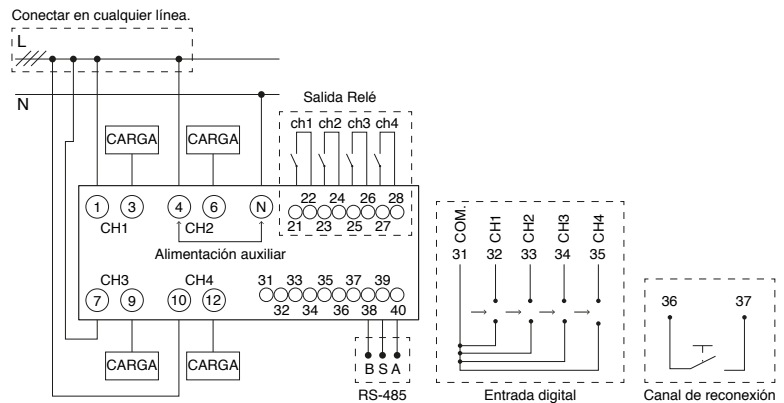 Conectar en cualquier línea.
L
N
Salida Relé
ch1 ch2 ch3 ch4
CARGA CARGA
1 3 4 6 N
22 24 26 28
21 23 25 27
CH1 CH2
Alimentación auxiliar
CH3 CH4
7 9 10 12
31 33 35 37 39
32 34 36 38 40
CARGA CARGA
B S A
RS-485
COM. CH1 CH2 CH3 CH4
31 32 33 34 35
Entrada digital
36 37
Canal de reconexión